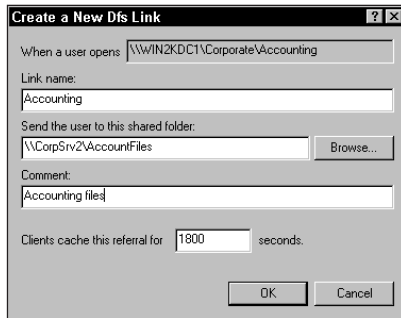 Create a New Dfs Link ? X
When a user opens \\WIN2KDC1\Corporate\Accounting
Link name:
Accounting
Send the user to this shared folder:
\\CorpSrv2\AccountFiles Browse...
Comment:
Accounting files
Clients cache this referral for 1800 seconds.
OK Cancel